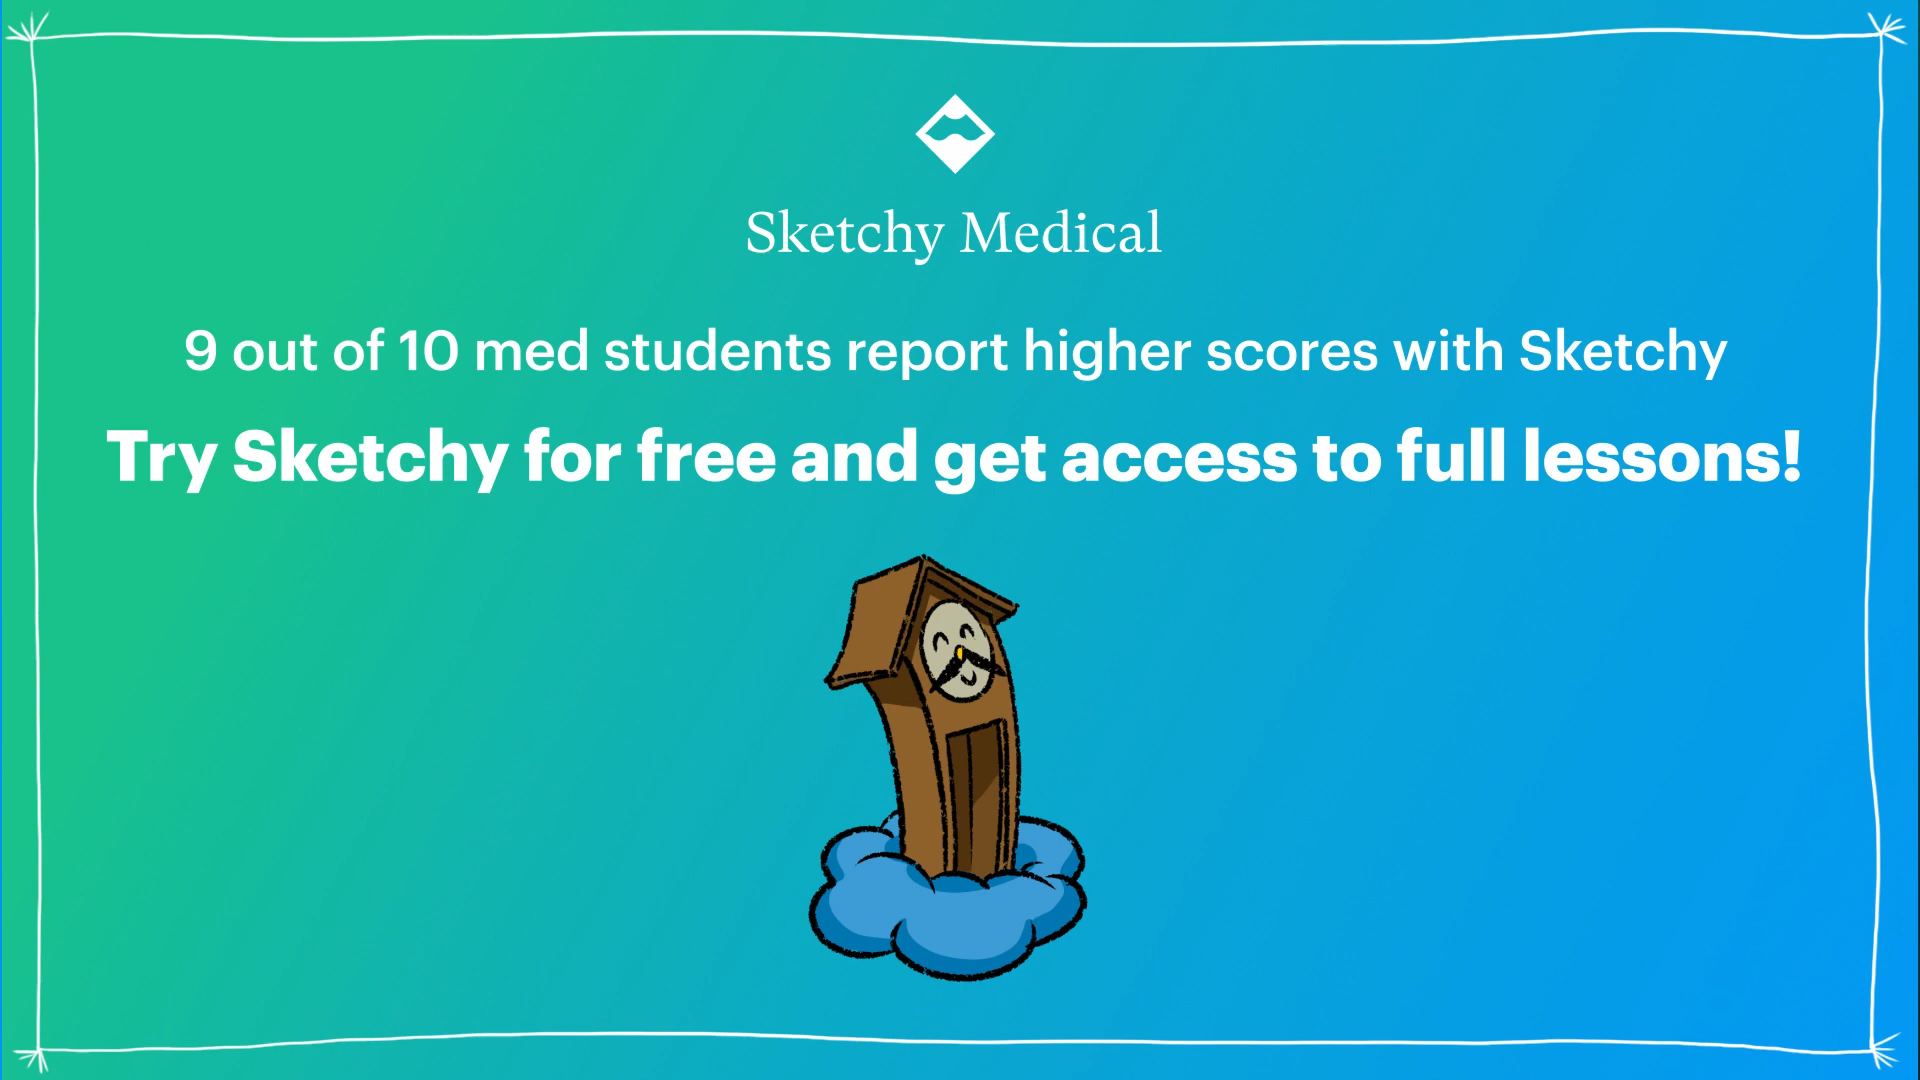 Sketchy Medical
9 out of 10 med students report higher scores with Sketchy
Try Sketchy for free and get access to full lessons!